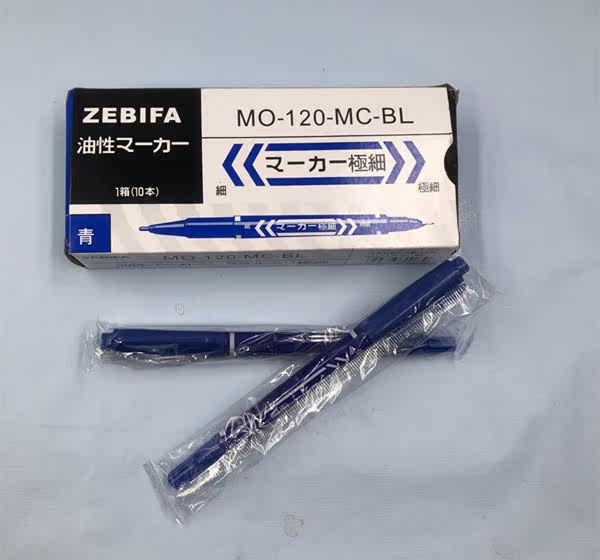 ZEBIFA
油性マーカー
1箱(10本)
青
MO-120-MC-BL
マーカー極細
細
極細
マーカー極細
ZEBIFA
MO-120-MC-BL